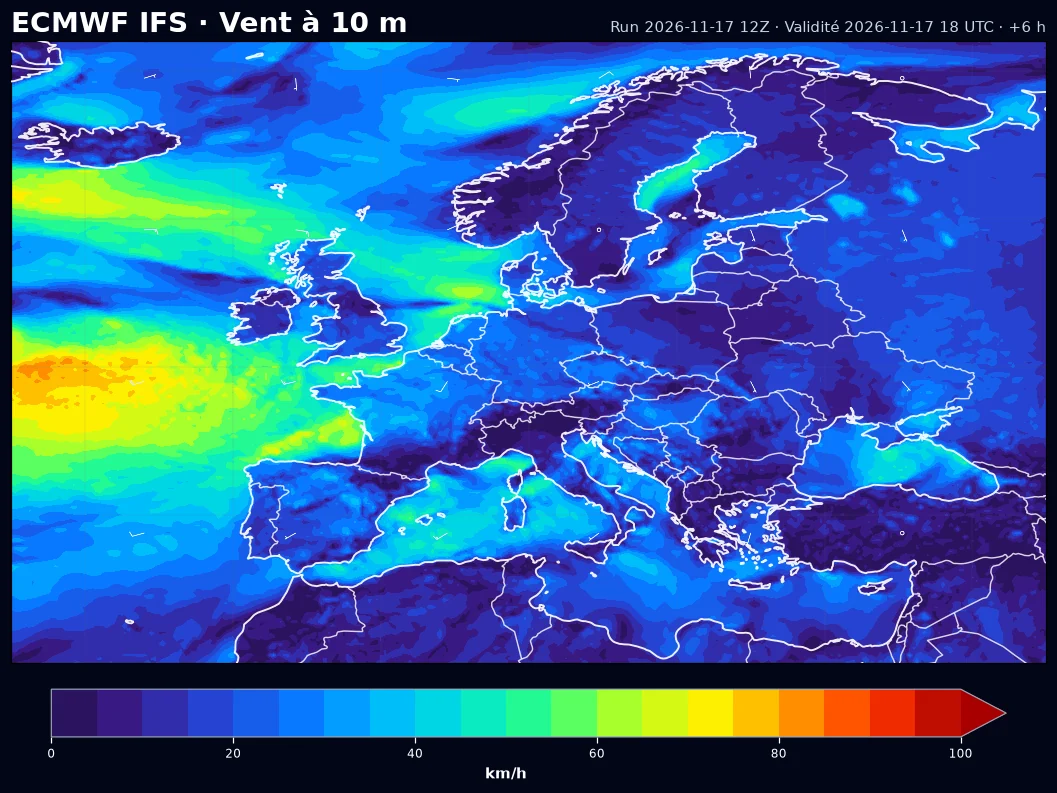 ECMWF IFS · Vent à 10 m
Run 2026-11-17 12Z · Validité 2026-11-17 18 UTC · +6 h
0 20 40 60 80 100
km/h